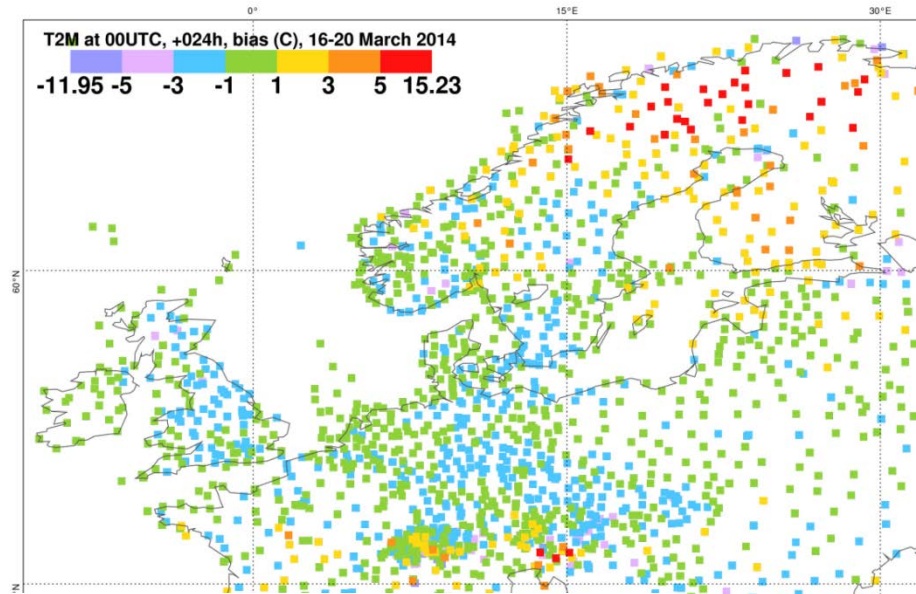 0° 15°E 30°E
T2M at 00UTC, +024h, bias (C), 16-20 March 2014
-11.95 -5 -3 -1 1 3 5 15.23
60°N
°N